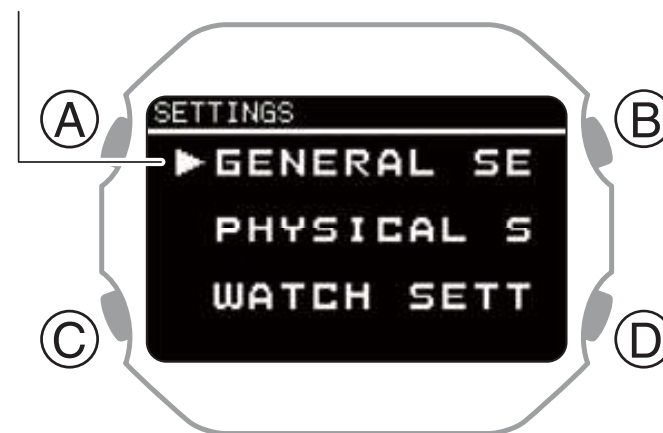 A
B
SETTINGS
▶GENERAL SE
PHYSICAL S
WATCH SETT
C
D